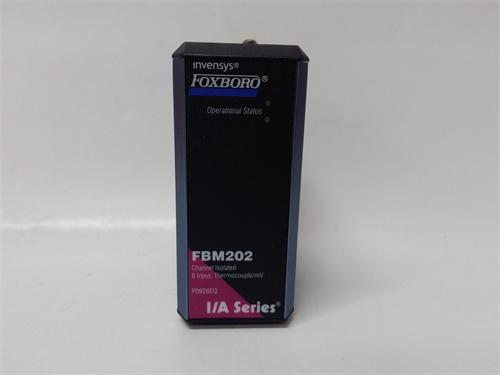 invensys®
FOXBORO®
Operational Status
FBM202
Channel Isolated
8 Input, Thermocouple/mV
P0926EQ
I/A Series®